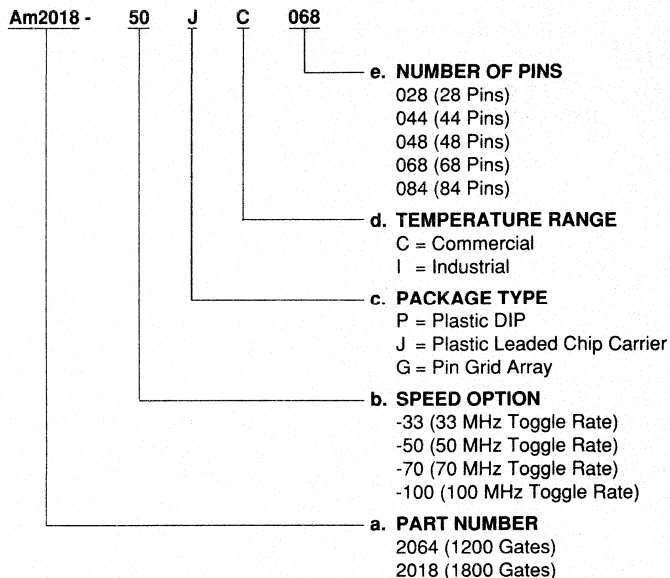 Am2018 - 50 J C 068
e. NUMBER OF PINS
028 (28 Pins)
044 (44 Pins)
048 (48 Pins)
068 (68 Pins)
084 (84 Pins)
d. TEMPERATURE RANGE
C = Commercial
I = Industrial
c. PACKAGE TYPE
P = Plastic DIP
J = Plastic Leaded Chip Carrier
G = Pin Grid Array
b. SPEED OPTION
-33 (33 MHz Toggle Rate)
-50 (50 MHz Toggle Rate)
-70 (70 MHz Toggle Rate)
-100 (100 MHz Toggle Rate)
a. PART NUMBER
2064 (1200 Gates)
2018 (1800 Gates)